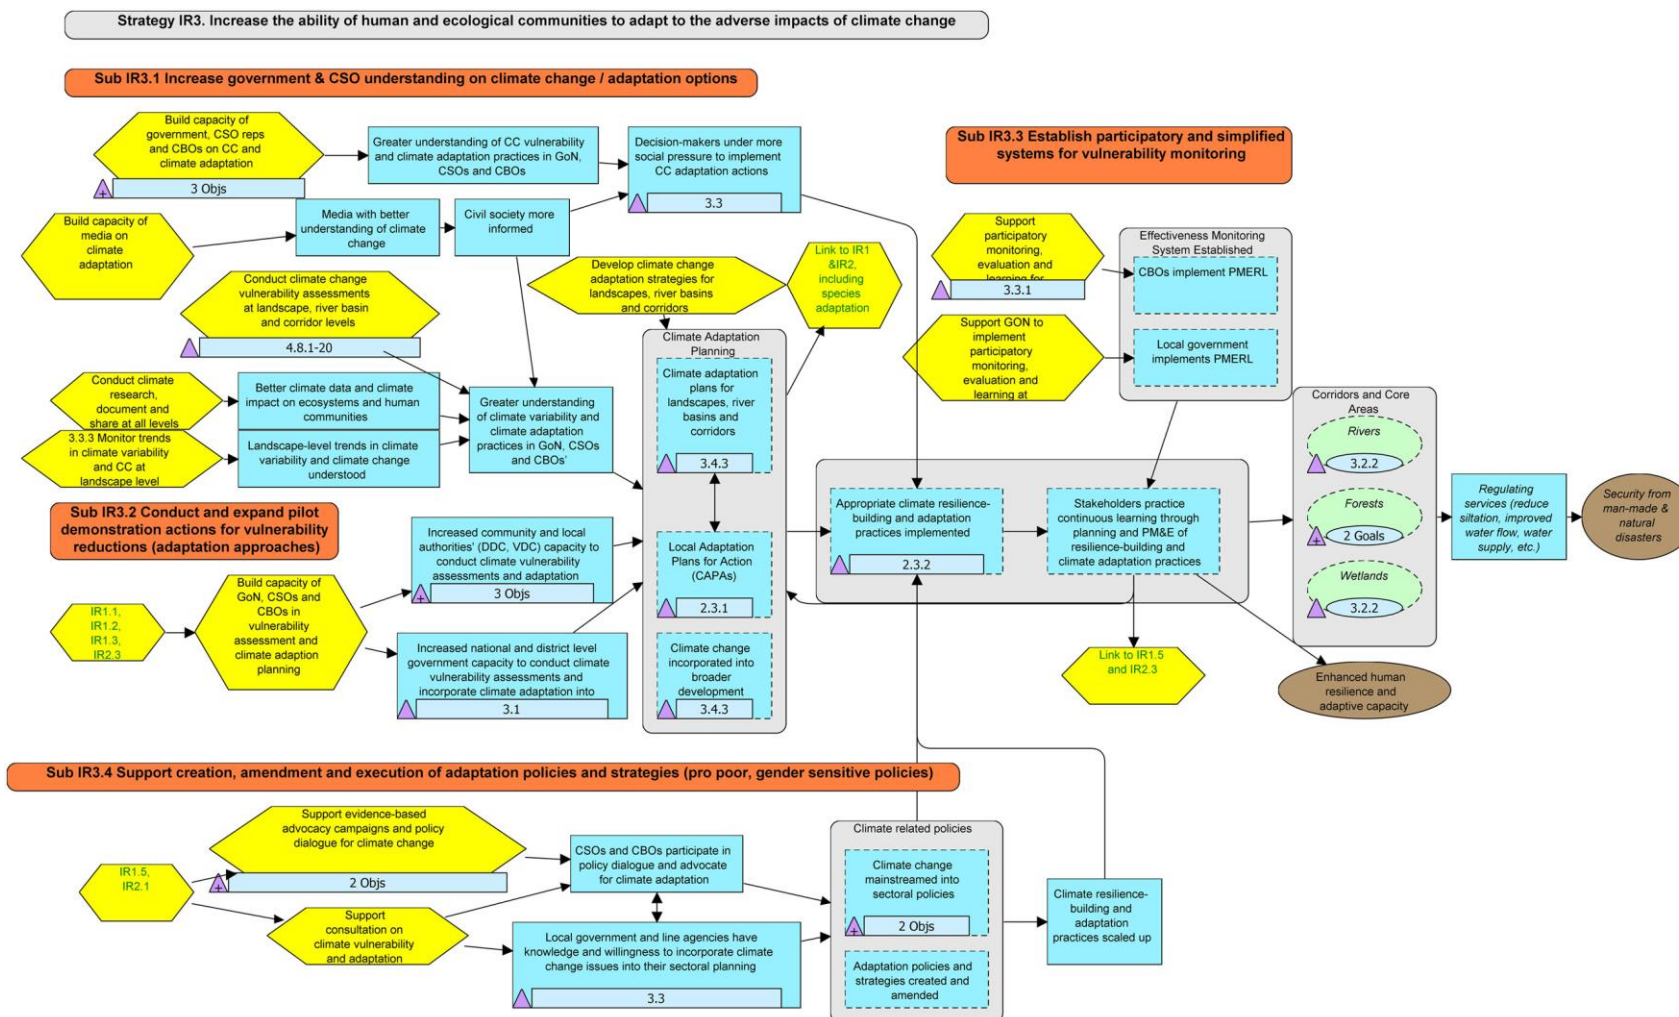 Strategy IR3. Increase the ability of human and ecological communities to adapt to the adverse impacts of climate change
Sub IR3.1 Increase government & CSO understanding on climate change / adaptation options
Build capacity of
government, CSO reps
and CBOs on CC and
climate adaptation
3 Objs
Greater understanding of CC vulnerability
and climate adaptation practices in GoN,
CSOs and CBOs
Decision-makers under more
social pressure to implement
CC adaptation actions
3.3
Build capacity of
media on
climate
adaptation
Media with better
understanding of climate
change
Civil society more
informed
Conduct climate change
vulnerability assessments
at landscape, river basin
and corridor levels
4.8.1-20
Develop climate change
adaptation strategies for
landscapes, river basins
and corridors
Link to IR1
&IR2,
including
species
adaptation
Conduct climate
research,
document and
share at all levels
Better climate data and climate
impact on ecosystems and human
communities
3.3.3 Monitor trends
in climate variability
and CC at
landscape level
Landscape-level trends in climate
variability and climate change
understood
Greater understanding
of climate variability and
climate adaptation
practices in GoN, CSOs
and CBOs'
Climate Adaptation
Planning
Climate adaptation
plans for
landscapes, river
basins and
corridors
3.4.3
Local Adaptation
Plans for Action
(CAPAs)
2.3.1
Climate change
incorporated into
broader
development
3.4.3
Sub IR3.3 Establish participatory and simplified
systems for vulnerability monitoring
Support
participatory
monitoring,
evaluation and
learning for
3.3.1
Support GON to
implement
participatory
monitoring,
evaluation and
learning at
Effectiveness Monitoring
System Established
CBOs implement PMERL
Local government
implements PMERL
Sub IR3.2 Conduct and expand pilot
demonstration actions for vulnerability
reductions (adaptation approaches)
IR1.1,
IR1.2,
IR1.3,
IR2.3
Build capacity of
GoN, CSOs and
CBOs in
vulnerability
assessment and
climate adaption
planning
Increased community and local
authorities' (DDC, VDC) capacity to
conduct climate vulnerability
assessments and adaptation
3 Objs
Increased national and district level
government capacity to conduct climate
vulnerability assessments and
incorporate climate adaptation into
3.1
Appropriate climate resilience-
building and adaptation
practices implemented
2.3.2
Stakeholders practice
continuous learning through
planning and PM&E of
resilience-building and
climate adaptation practices
Link to IR1.5
and IR2.3
Enhanced human
resilience and
adaptive capacity
Corridors and Core
Areas
Rivers
3.2.2
Forests
2 Goals
Wetlands
3.2.2
Regulating
services (reduce
siltation, improved
water flow, water
supply, etc.)
Security from
man-made &
natural
disasters
Sub IR3.4 Support creation, amendment and execution of adaptation policies and strategies (pro poor, gender sensitive policies)
IR1.5,
IR2.1
Support evidence-based
advocacy campaigns and policy
dialogue for climate change
2 Objs
Support
consultation on
climate vulnerability
and adaptation
CSOs and CBOs participate in
policy dialogue and advocate
for climate adaptation
Local government and line agencies have
knowledge and willingness to incorporate climate
change issues into their sectoral planning
3.3
Climate related policies
Climate change
mainstreamed into
sectoral policies
2 Objs
Adaptation policies and
strategies created and
amended
Climate resilience-
building and
adaptation
practices scaled up